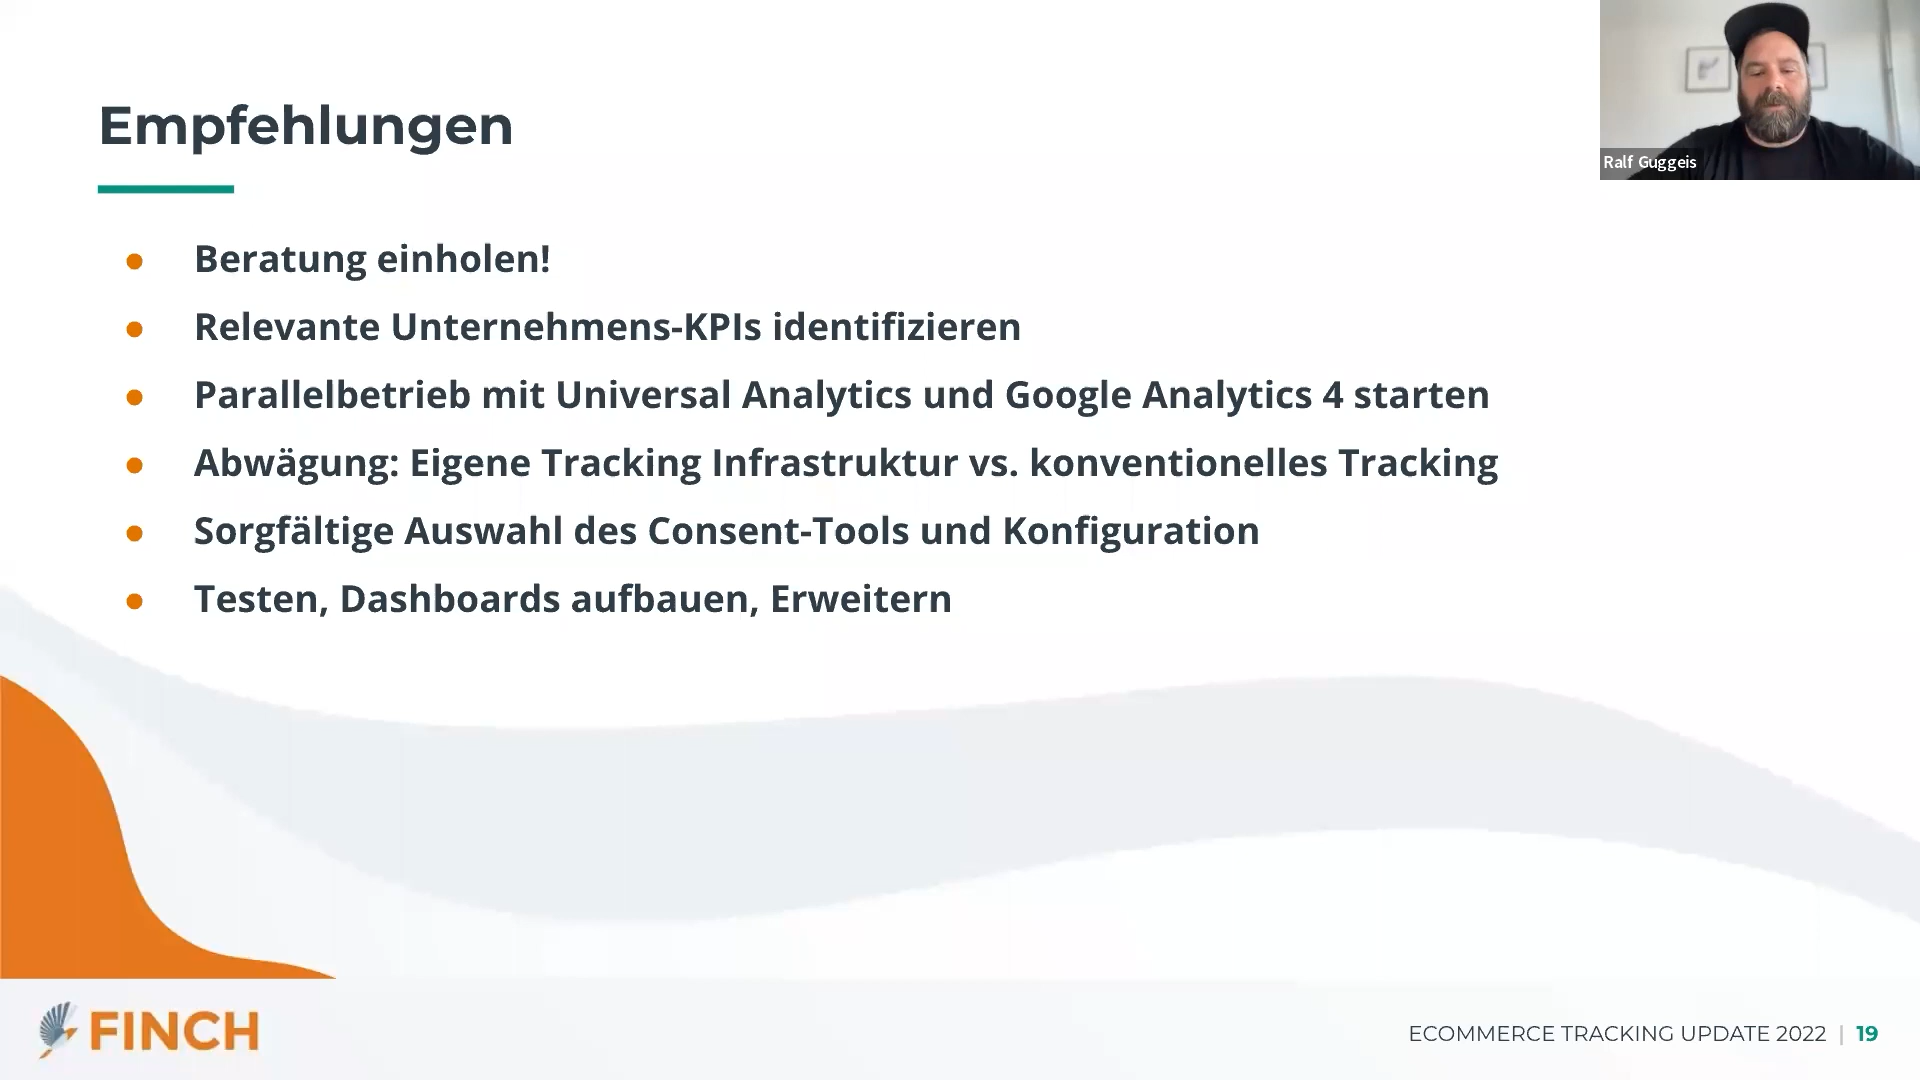 Empfehlungen
Ralf Guggeis
Beratung einholen!
Relevante Unternehmens-KPIs identifizieren
Parallelbetrieb mit Universal Analytics und Google Analytics 4 starten
Abwägung: Eigene Tracking Infrastruktur vs. konventionelles Tracking
Sorgfältige Auswahl des Consent-Tools und Konfiguration
Testen, Dashboards aufbauen, Erweitern
FINCH
ECOMMERCE TRACKING UPDATE 2022 | 19